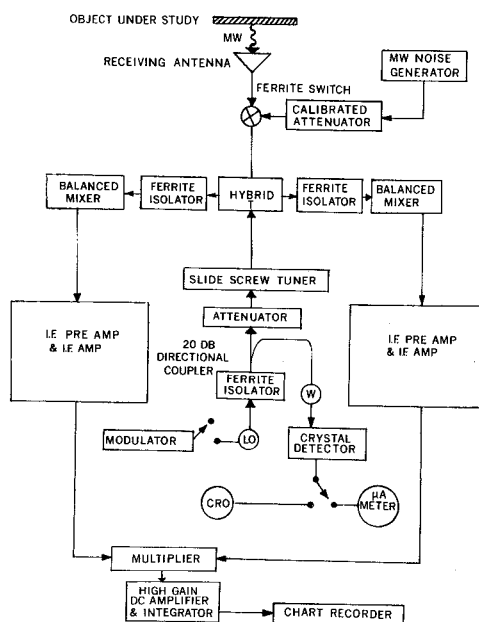 OBJECT UNDER STUDY
MW
RECEIVING ANTENNA
FERRITE SWITCH
MW NOISE
GENERATOR
CALIBRATED
ATTENUATOR
BALANCED
MIXER
FERRITE
ISOLATOR
HYBRID
FERRITE
ISOLATOR
BALANCED
MIXER
SLIDE SCREW TUNER
ATTENUATOR
I.F. PRE AMP
& I.F. AMP
I.F. PRE AMP
& I.F. AMP
20 DB
DIRECTIONAL
COUPLER
FERRITE
ISOLATOR
W
MODULATOR
LO
CRYSTAL
DETECTOR
CRO
μA
METER
MULTIPLIER
HIGH GAIN
DC AMPLIFIER
& INTEGRATOR
CHART RECORDER